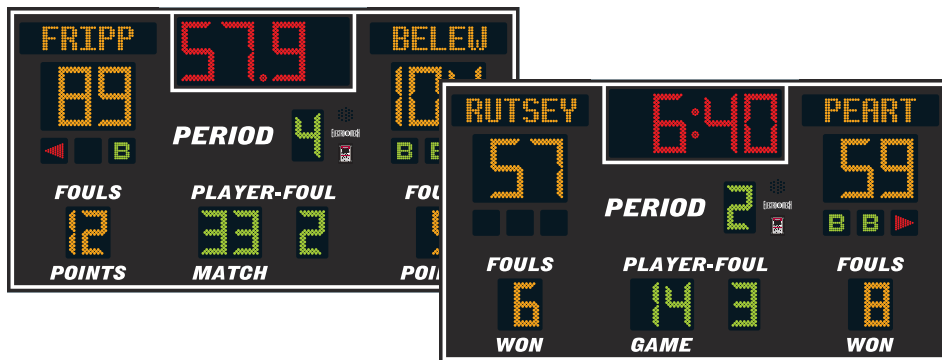 FRIPP 57.9 BELEW
89
PERIOD 4
B B
FOULS PLAYER-FOUL
12 33 2
POINTS MATCH
RUTSEY 6:40 PEART
57 59
PERIOD 2
B B
FOULS PLAYER-FOUL FOULS
6 14 3 8
WON GAME WON